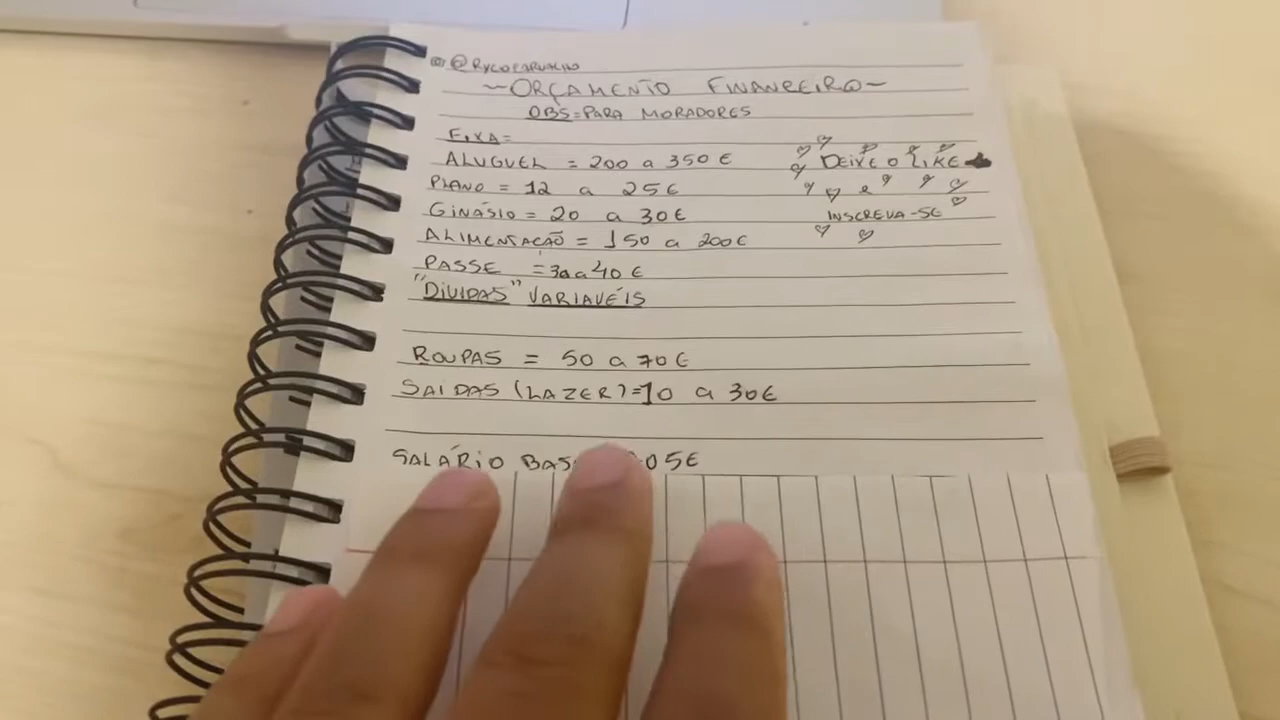 @RYCOCARVALHO
~ORÇAMENTO FINANCEIRO~
OBS=PARA MORADORES
FIXA=
ALUGUEL = 200 a 350€
DEIXE O LIKE
PLANO = 12 a 25€
GINÁSIO = 20 a 30€
INSCREVA-SE
ALIMENTAÇÃO = 150 a 200€
PASSE = 30 a 40€
"DIVIDAS" VARIAVÉIS
ROUPAS = 50 a 70€
SAIDAS (LAZER)=10 a 30€
SALÁRIO